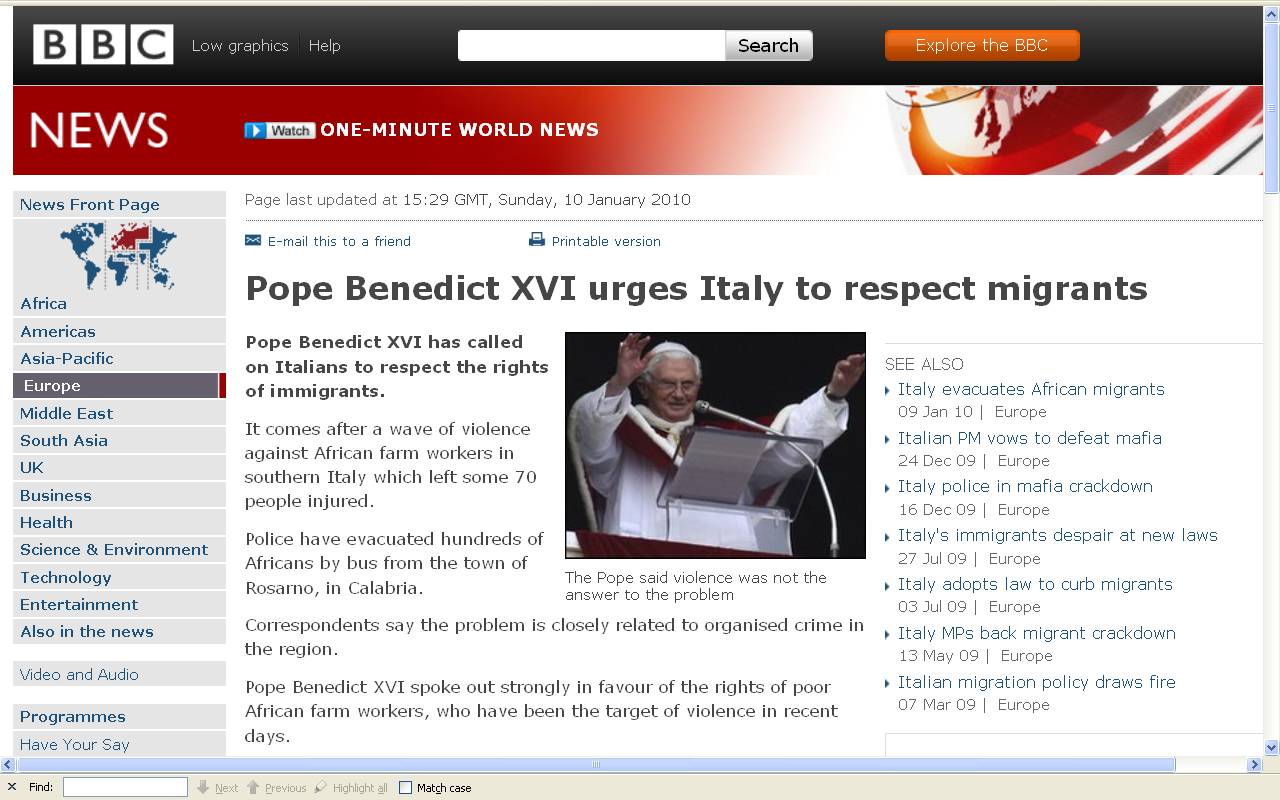 BBC Low graphics Help Search Explore the BBC
NEWS Watch ONE-MINUTE WORLD NEWS
News Front Page
Africa
Americas
Asia-Pacific
Europe
Middle East
South Asia
UK
Business
Health
Science & Environment
Technology
Entertainment
Also in the news
Video and Audio
Programmes
Have Your Say
Page last updated at 15:29 GMT, Sunday, 10 January 2010
E-mail this to a friend Printable version
Pope Benedict XVI urges Italy to respect migrants
Pope Benedict XVI has called
on Italians to respect the rights
of immigrants.
It comes after a wave of violence
against African farm workers in
southern Italy which left some 70
people injured.
Police have evacuated hundreds of
Africans by bus from the town of
Rosarno, in Calabria.
The Pope said violence was not the
answer to the problem
Correspondents say the problem is closely related to organised crime in
the region.
Pope Benedict XVI spoke out strongly in favour of the rights of poor
African farm workers, who have been the target of violence in recent
days.
SEE ALSO
Italy evacuates African migrants
09 Jan 10 | Europe
Italian PM vows to defeat mafia
24 Dec 09 | Europe
Italy police in mafia crackdown
16 Dec 09 | Europe
Italy's immigrants despair at new laws
27 Jul 09 | Europe
Italy adopts law to curb migrants
03 Jul 09 | Europe
Italy MPs back migrant crackdown
13 May 09 | Europe
Italian migration policy draws fire
07 Mar 09 | Europe
Find: Next Previous Highlight all Match case